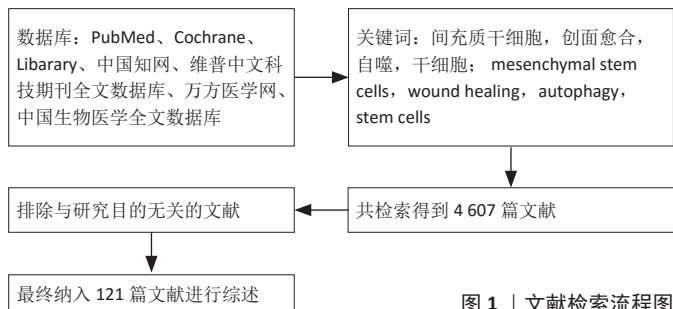 数据库：PubMed、Cochrane、
Libarary、中国知网、维普中文科
技期刊全文数据库、万方医学网、
中国生物医学全文数据库
关键词：间充质干细胞，创面愈合，
自噬，干细胞；mesenchymal stem
cells，wound healing，autophagy，
stem cells
共检索得到 4 607 篇文献
排除与研究目的无关的文献
最终纳入 121 篇文献进行综述
图 1 ｜文献检索流程图